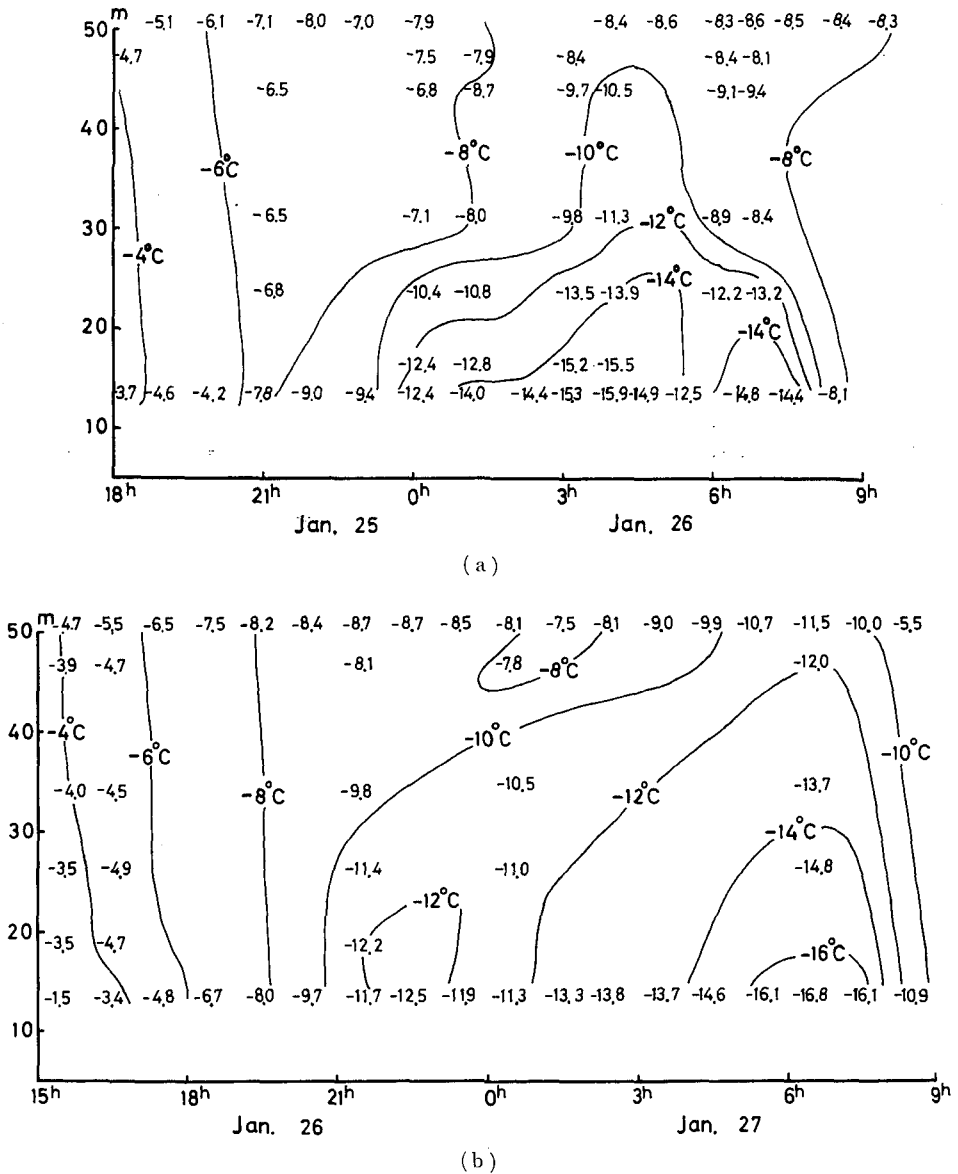 m
50 -5.1 -6.1 -7.1 -8.0 -7.0 -7.9 -8.4 -8.6 -8.3 -8.6 -8.5 -8.4 -8.3
-4.7 -7.5 -7.9 -8.4 -8.4 -8.1
-6.5 -6.8 -8.7 -9.7 -10.5 -9.1 -9.4
40
-8°C -10°C -8°C
-6°C
30 -6.5 -7.1 -8.0 -9.8 -11.3 -12°C -8.9 -8.4
-4°C
-14°C
-6.8 -10.4 -10.8 -13.5 -13.9 -12.2 -13.2
20 -14°C
-12.4 -12.8 -15.2 -15.5
-3.7 -4.6 -4.2 -7.8 -9.0 -9.4 -12.4 -14.0 -14.4 -15.3 -15.9 -14.9 -12.5 -14.8 -14.4 -8.1
10
18h 21h 0h 3h 6h 9h
Jan. 25 Jan. 26
(a)
m
50 -4.7 -5.5 -6.5 -7.5 -8.2 -8.4 -8.7 -8.7 -8.5 -8.1 -7.5 -8.1 -9.0 -9.9 -10.7 -11.5 -10.0 -5.5
-3.9 -4.7 -8.1 -7.8 -8°C -12.0
40 -4°C -10°C
-6°C -10°C
-4.0 -4.5 -8°C -9.8 -10.5 -12°C -13.7
30 -14°C
-3.5 -4.9 -11.4 -11.0 -14.8
-12°C
20 -3.5 -4.7 -12.2 -16°C
-1.5 -3.4 -4.8 -6.7 -8.0 -9.7 -11.7 -12.5 -11.9 -11.3 -13.3 -13.8 -13.7 -14.6 -16.1 -16.8 -16.1 -10.9
10
15h 18h 21h 0h 3h 6h 9h
Jan. 26 Jan. 27
(b)